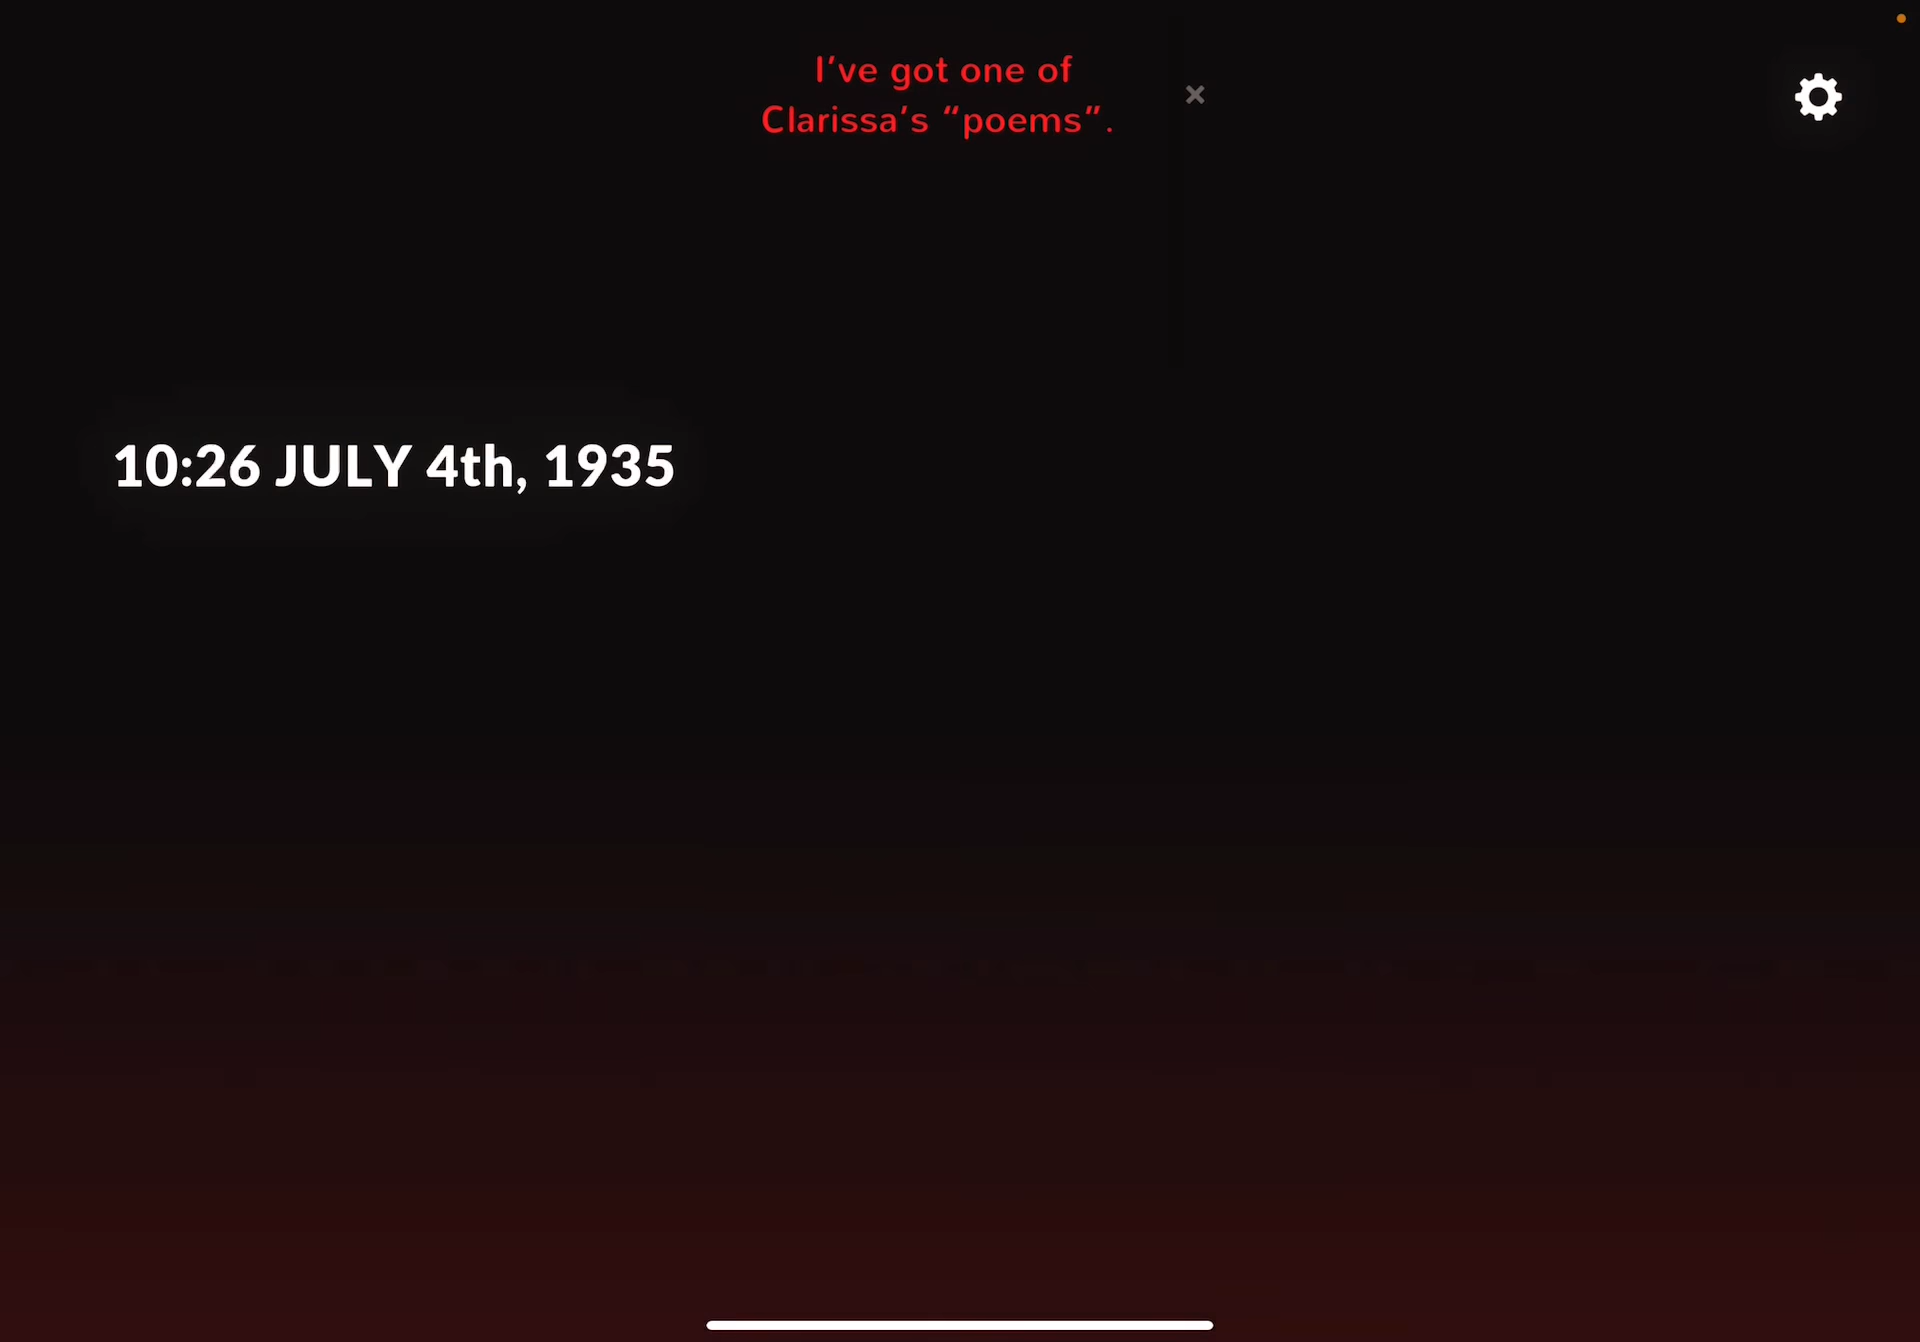 I’ve got one of
Clarissa’s “poems”.
10:26 JULY 4th, 1935